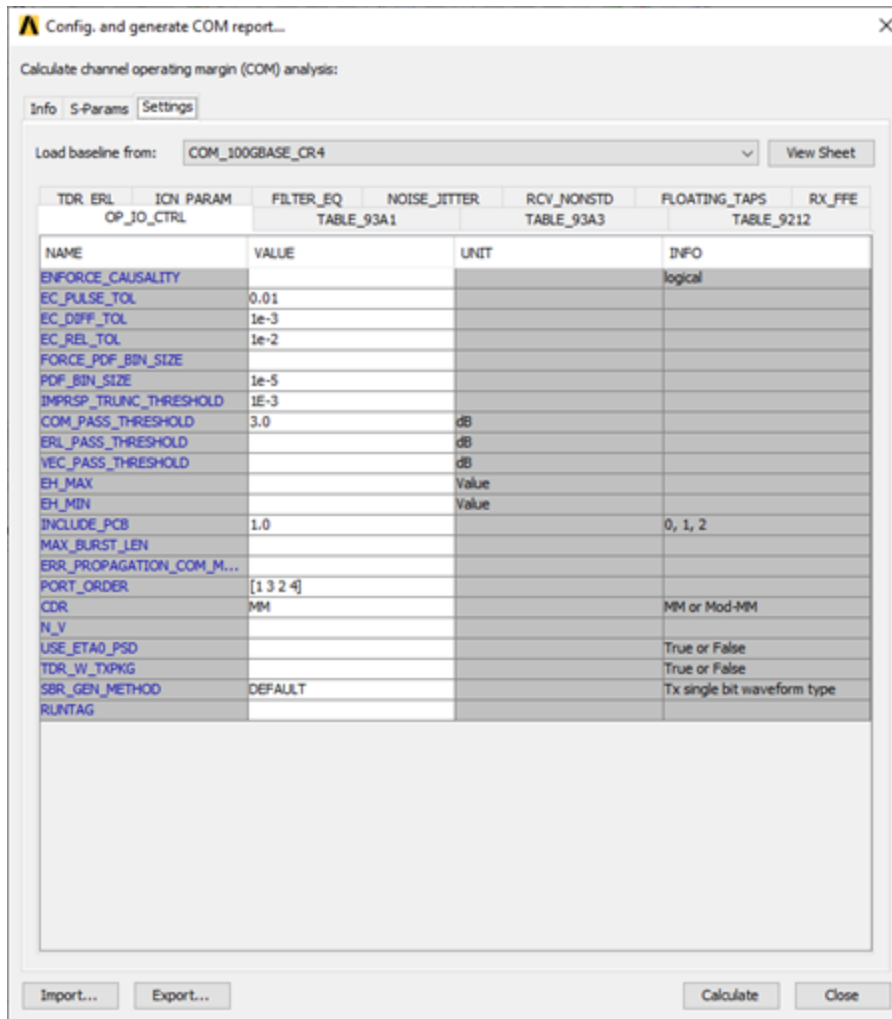 Config. and generate COM report...
Calculate channel operating margin (COM) analysis:
Info S-Params Settings
Load baseline from: COM_100GBASE_CR4 View Sheet
TDR_ERL ICN_PARAM FILTER_EQ NOISE_JITTER RCV_NONSTD FLOATING_TAPS RX_FFE
OP_IO_CTRL TABLE_93A1 TABLE_93A3 TABLE_9212
NAME VALUE UNIT INFO
ENFORCE_CAUSALITY logical
EC_PULSE_TOL 0.01
EC_DIFF_TOL 1e-3
EC_REL_TOL 1e-2
FORCE_PDF_BIN_SIZE
PDF_BIN_SIZE 1e-5
IMPRSP_TRUNC_THRESHOLD 1E-3
COM_PASS_THRESHOLD 3.0 dB
ERL_PASS_THRESHOLD dB
VEC_PASS_THRESHOLD dB
EH_MAX Value
EH_MIN Value
INCLUDE_PCB 1.0 0, 1, 2
MAX_BURST_LEN
ERR_PROPAGATION_COM_M...
PORT_ORDER [1 3 2 4]
CDR MM MM or Mod-MM
N_V
USE_ETA0_PSD True or False
TDR_W_TXPKG True or False
SBR_GEN_METHOD DEFAULT Tx single bit waveform type
RUNTAG
Import... Export... Calculate Close